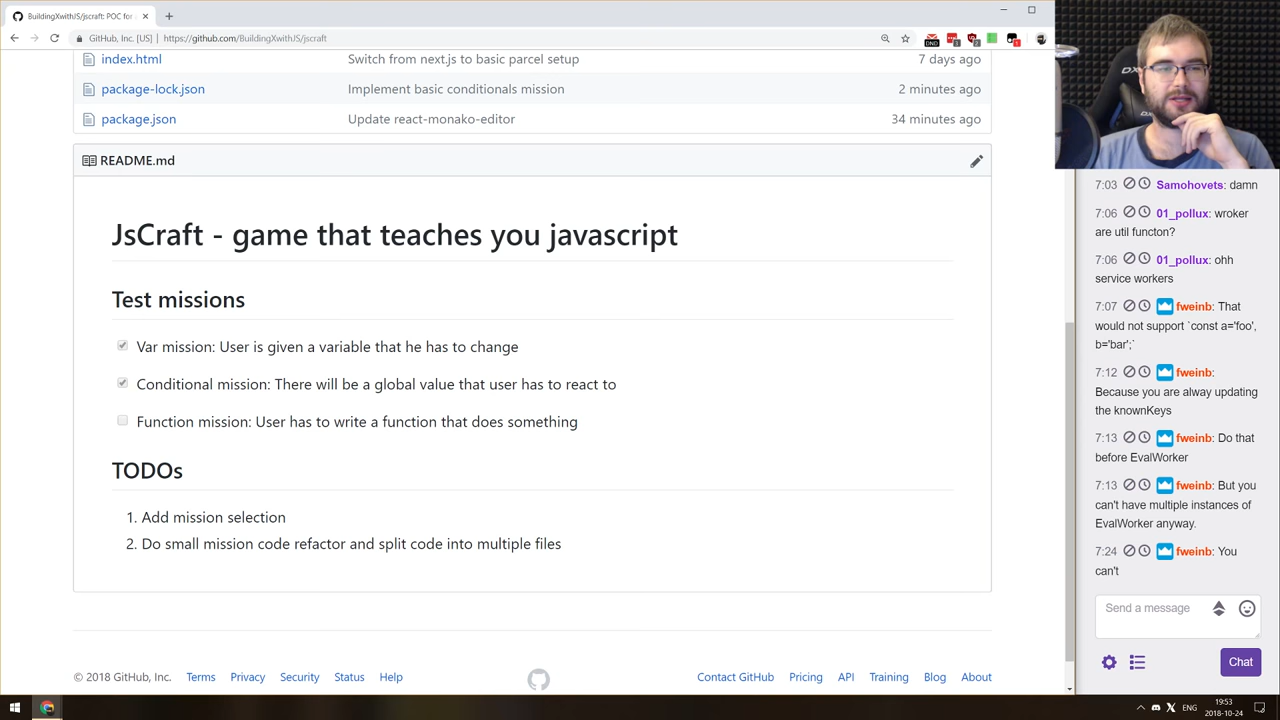 BuildingXwithJS/jscraft: POC for
GitHub, Inc. [US] | https://github.com/BuildingXwithJS/jscraft
index.html Switch from next.js to basic parcel setup 7 days ago
package-lock.json Implement basic conditionals mission 2 minutes ago
package.json Update react-monako-editor 34 minutes ago
README.md
JsCraft - game that teaches you javascript
Test missions
Var mission: User is given a variable that he has to change
Conditional mission: There will be a global value that user has to react to
Function mission: User has to write a function that does something
TODOs
1. Add mission selection
2. Do small mission code refactor and split code into multiple files
© 2018 GitHub, Inc. Terms Privacy Security Status Help Contact GitHub Pricing API Training Blog About
7:03 Samohovets: damn
7:06 01_pollux: wroker
are util functon?
7:06 01_pollux: ohh
service workers
7:07 fweinb: That
would not support `const a='foo',
b='bar';`
7:12 fweinb:
Because you are alway updating
the knownKeys
7:13 fweinb: Do that
before EvalWorker
7:13 fweinb: But you
can't have multiple instances of
EvalWorker anyway.
7:24 fweinb: You
can't
Send a message
Chat
ENG
19:53
2018-10-24